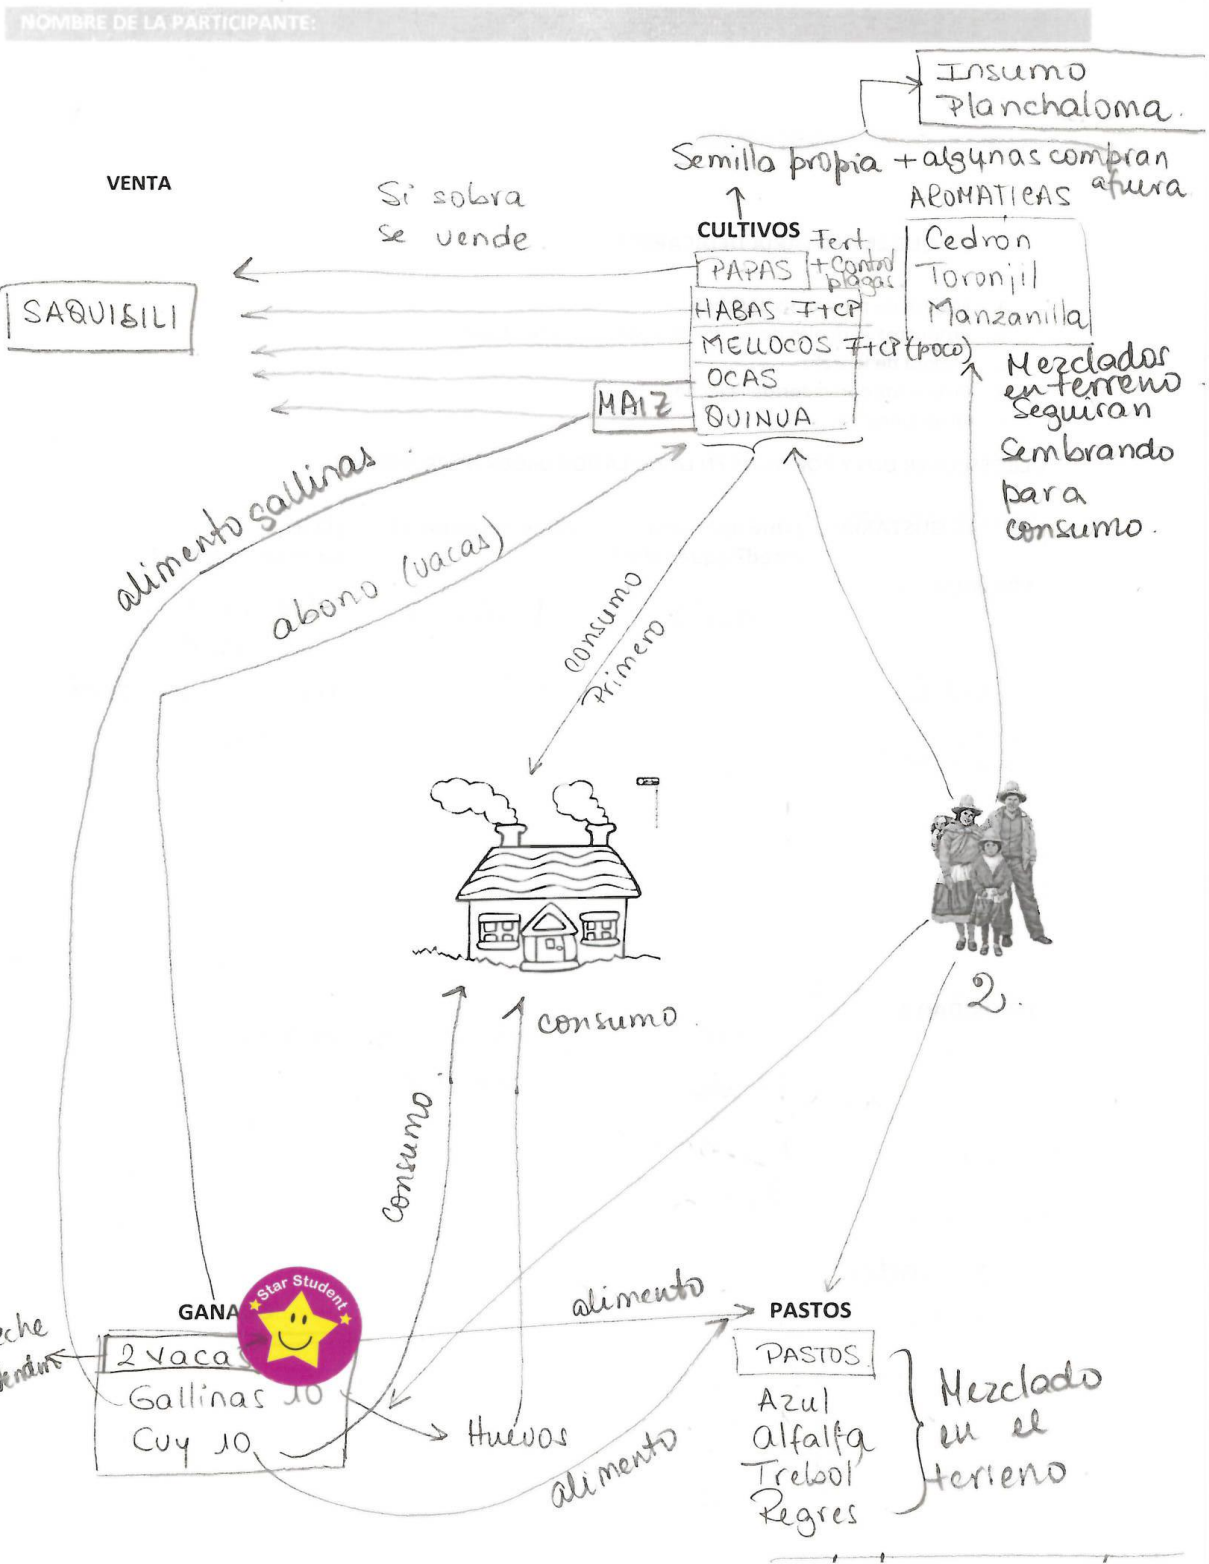 NOMBRE DE LA PARTICIPANTE:
Insumo
Planchaloma.
Semilla propia + algunas compran
afuera
VENTA
Si sobra
se vende.
AROMATICAS
Cedron
Toronjil
Manzanilla
CULTIVOS
PAPAS
Fert
+ Control
plagas
HABAS F+CP
MELLOCOS F+CP (poco)
OCAS
MAIZ
QUINUA
SAQUISILI
Mezclados
en terreno
Seguiran
Sembrando
para
consumo.
alimento gallinas
abono (vacas)
consumo
Primero
2.
consumo.
consumo
GANA
Star Student
2 vacas
Gallinas 10
Cuy 10
Huevos
alimento
alimento
PASTOS
PASTOS
Azul
alfalfa
Trebol
Regres
Mezclado
en el
terreno